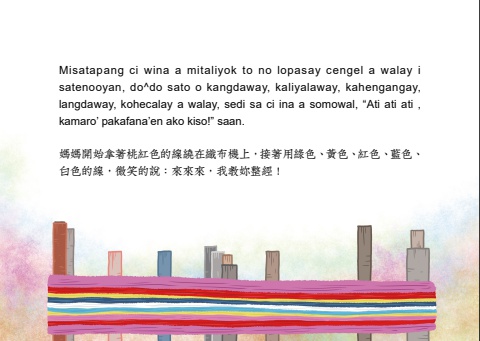 Misatapang ci wina a mitaliyok to no lopasay cengel a walay i
satenooyan, do^do sato o kangdaway, kaliyalaway, kahengangay,
langdaway, kohecalay a walay, sedi sa ci ina a somowal, “Ati ati ati ,
kamaro’ pakafana’en ako kiso!” saan.
媽媽開始拿著桃紅色的線繞在織布機上，接著用綠色、黃色、紅色、藍色、
白色的線，微笑的說：來來來，我教妳整經！